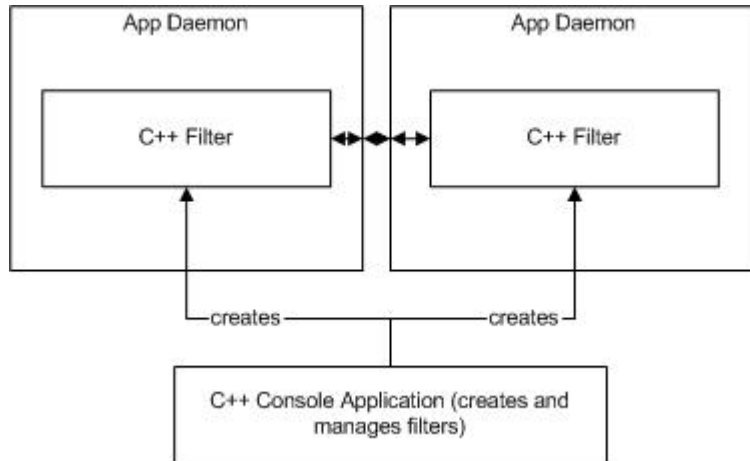 App Daemon
App Daemon
C++ Filter
C++ Filter
creates
creates
C++ Console Application (creates and
manages filters)